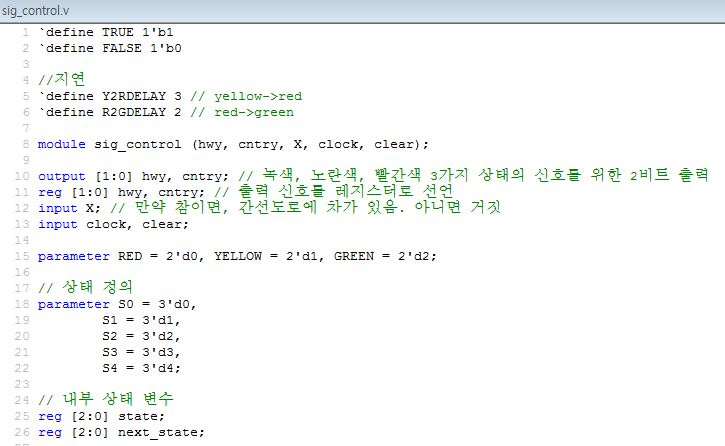 sig_control.v
1 `define TRUE 1'b1
2 `define FALSE 1'b0
3
4 //지연
5 `define Y2RDELAY 3 // yellow->red
6 `define R2GDELAY 2 // red->green
7
8 module sig_control (hwy, cntry, X, clock, clear);
9
10 output [1:0] hwy, cntry; // 녹색, 노란색, 빨간색 3가지 상태의 신호를 위한 2비트 출력
11 reg [1:0] hwy, cntry; // 출력 신호를 레지스터로 선언
12 input X; // 만약 참이면, 간선도로에 차가 있음. 아니면 거짓
13 input clock, clear;
14
15 parameter RED = 2'd0, YELLOW = 2'd1, GREEN = 2'd2;
16
17 // 상태 정의
18 parameter S0 = 3'd0,
19 S1 = 3'd1,
20 S2 = 3'd2,
21 S3 = 3'd3,
22 S4 = 3'd4;
23
24 // 내부 상태 변수
25 reg [2:0] state;
26 reg [2:0] next_state;